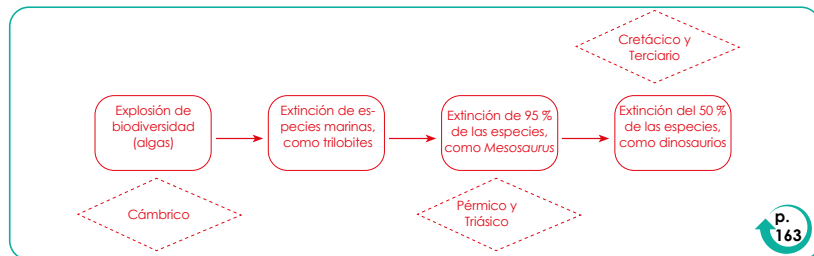 Cretácico y
Terciario
Explosión de
biodiversidad
(algas)
Extinción de es-
pecies marinas,
como trilobites
Extinción de 95 %
de las especies,
como Mesosaurus
Extinción del 50 %
de las especies,
como dinosaurios
Cámbrico
Pérmico y
Triásico
p.
163